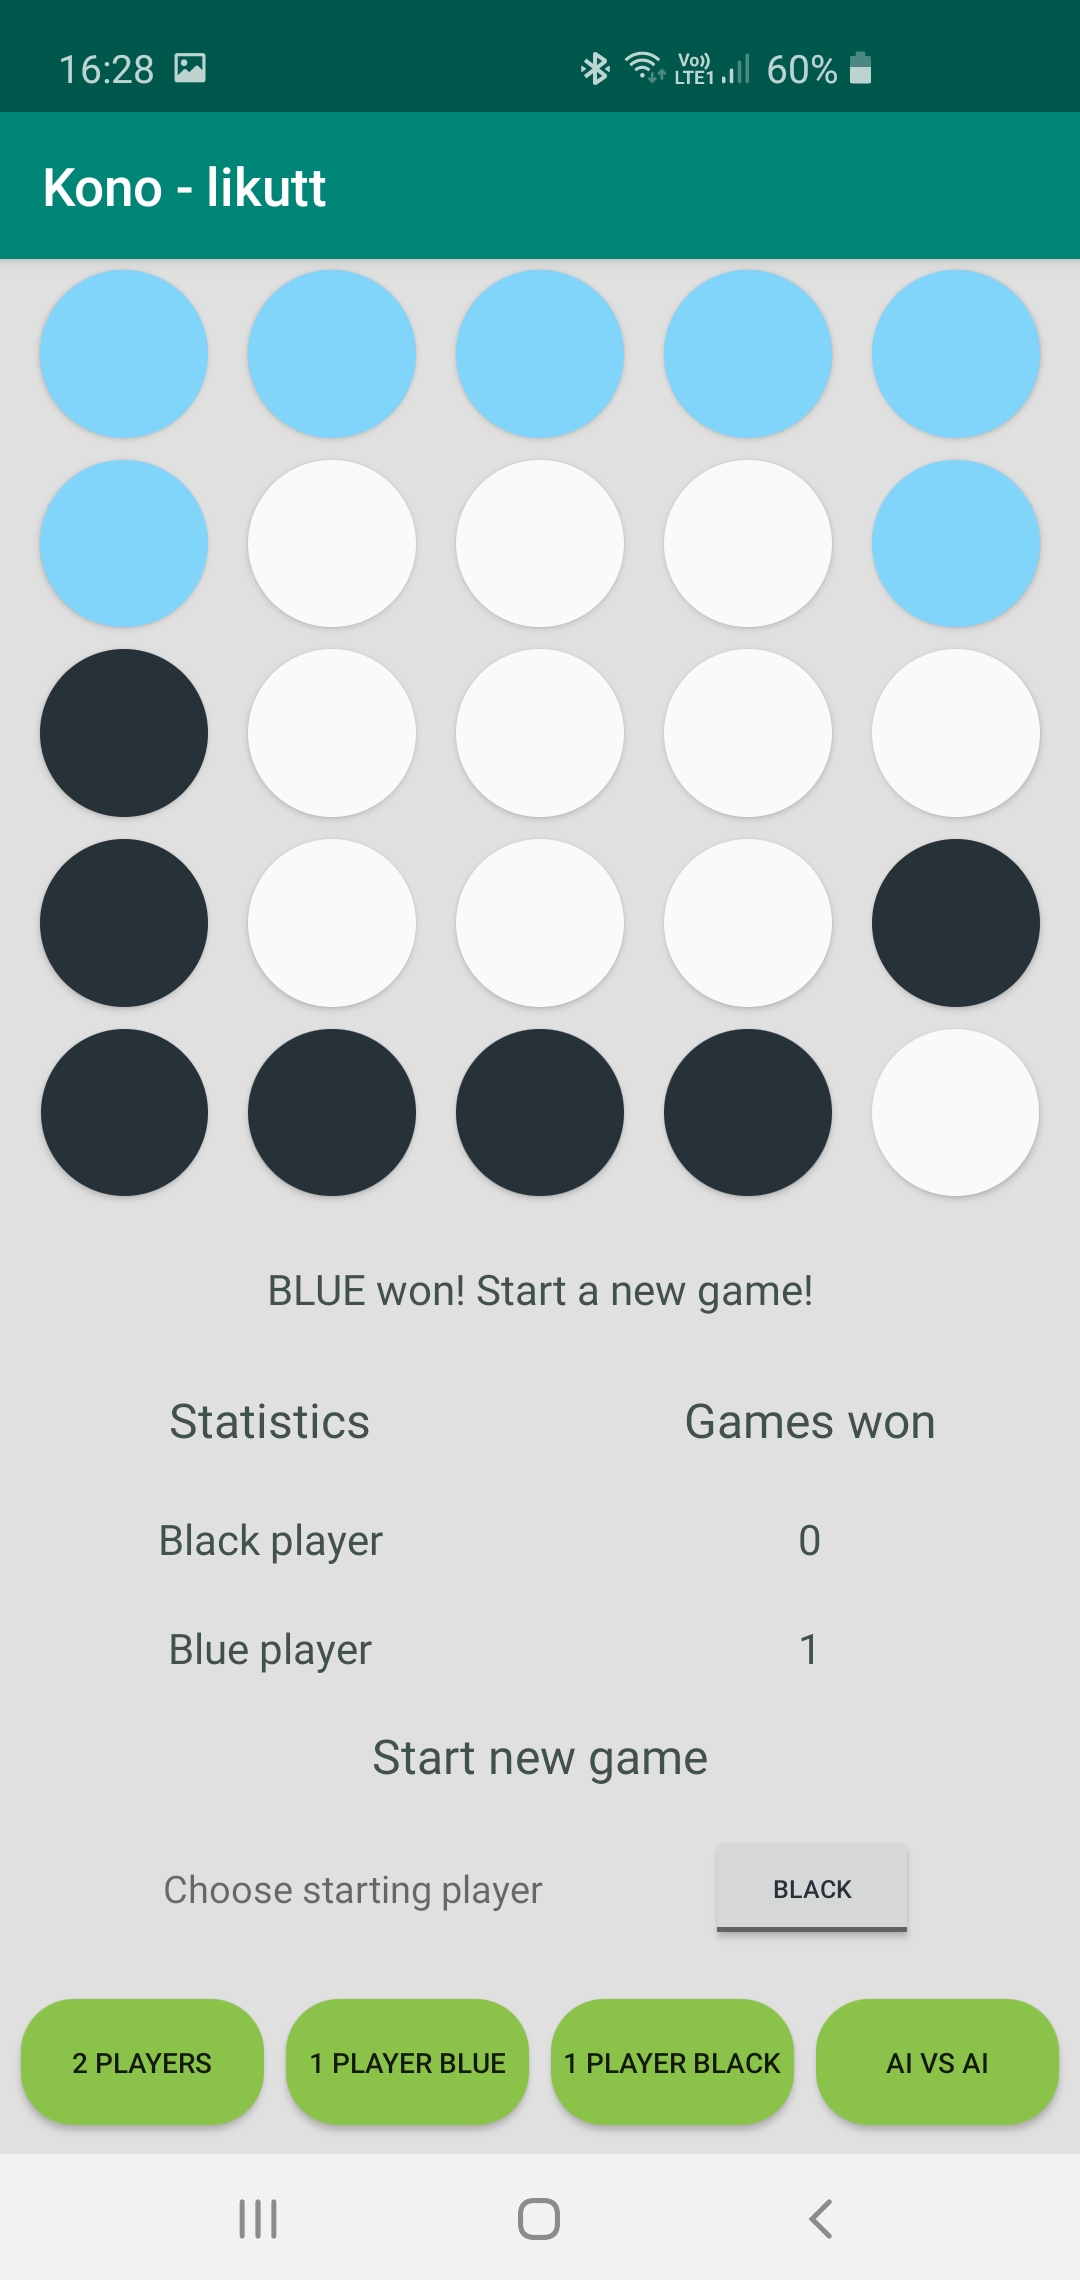 16:28 Vo)) LTE1 60%
Kono - likutt
BLUE won! Start a new game!
Statistics Games won
Black player 0
Blue player 1
Start new game
Choose starting player BLACK
2 PLAYERS 1 PLAYER BLUE 1 PLAYER BLACK AI VS AI